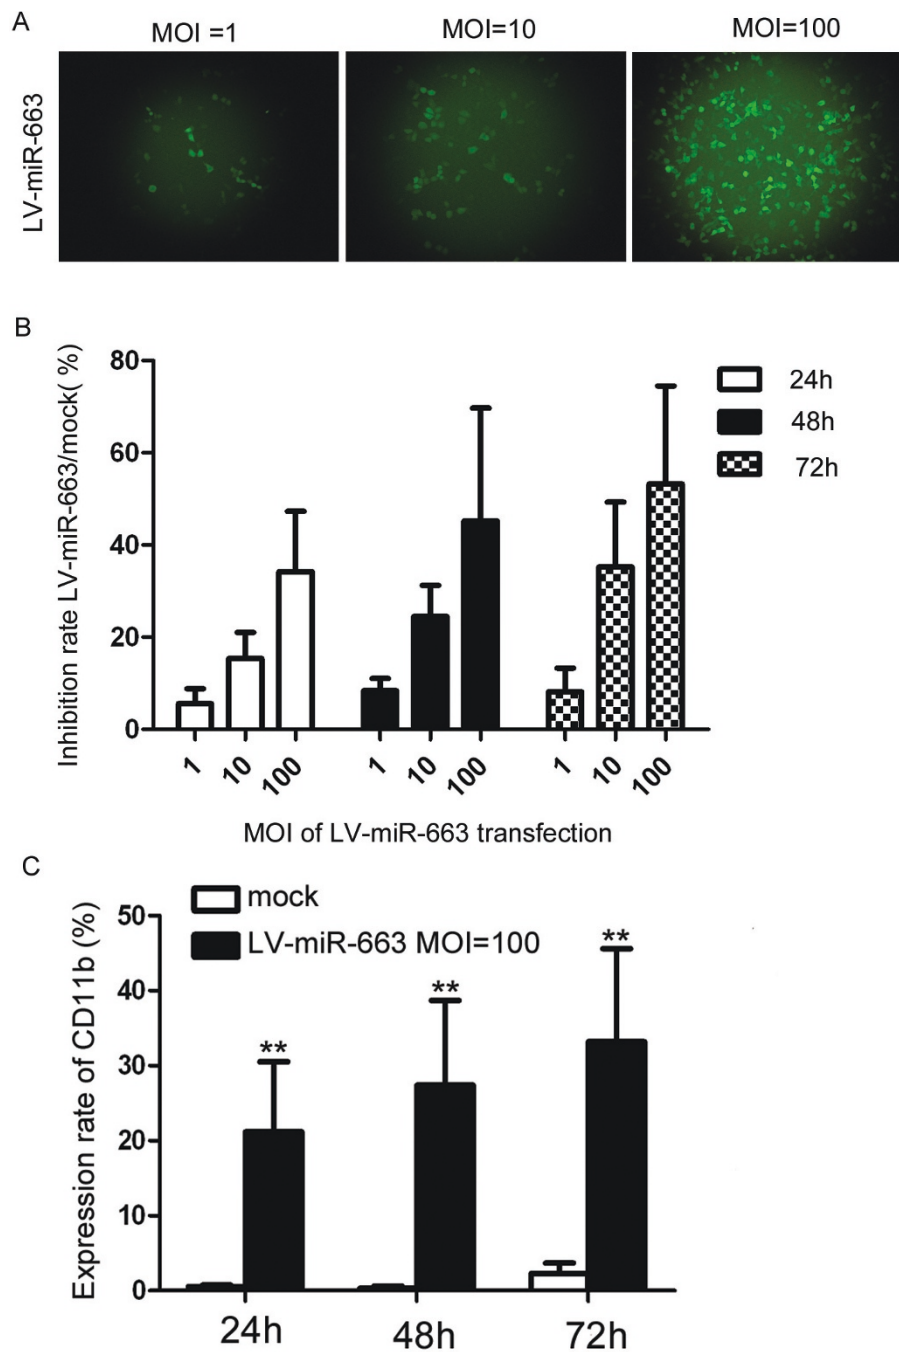 A
MOI =1
MOI=10
MOI=100
LV-miR-663
B
Inhibition rate LV-miR-663/mock( %)
80
60
40
20
0
1
10
100
1
10
100
1
10
100
24h
48h
72h
MOI of LV-miR-663 transfection
C
Expression rate of CD11b (%)
mock
LV-miR-663 MOI=100
50
40
30
20
10
0
**
**
**
24h
48h
72h